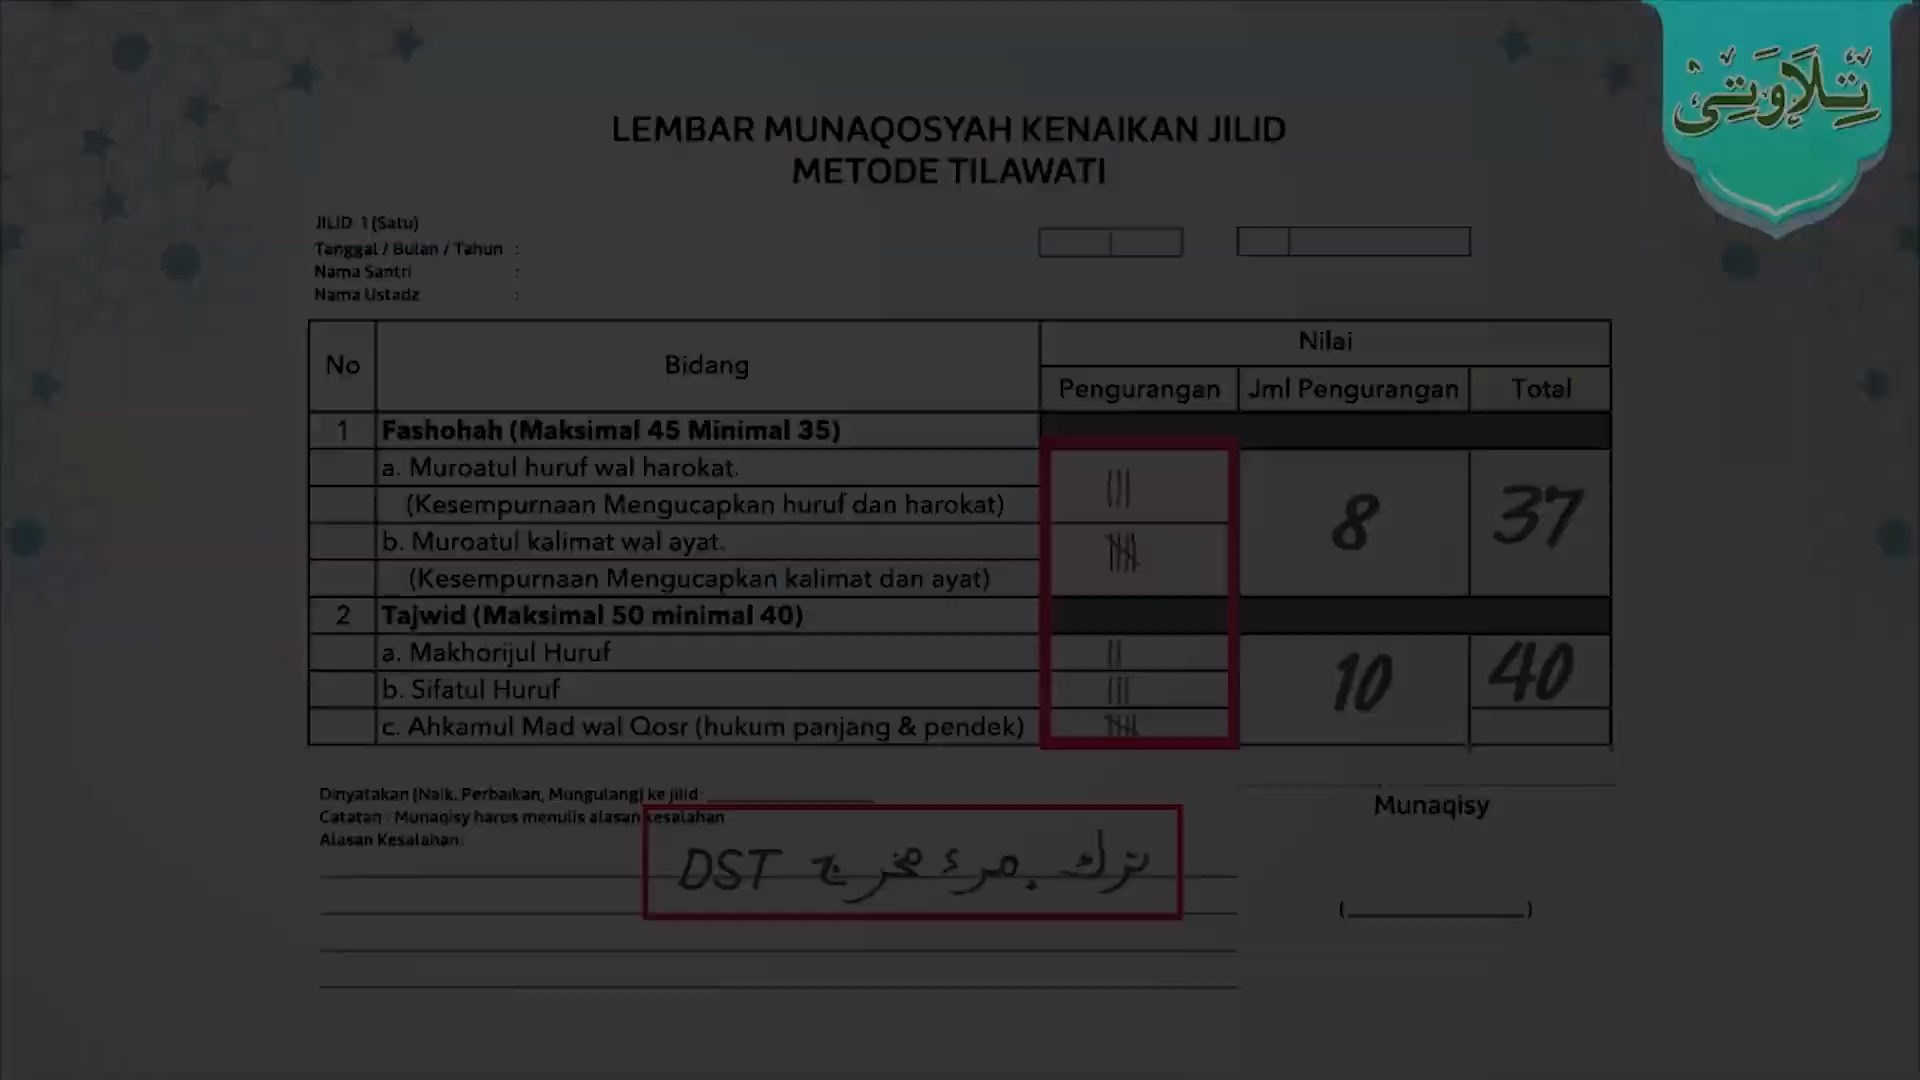 تِلَاوَتِى
LEMBAR MUNAQOSYAH KENAIKAN JILID
METODE TILAWATI
JILID 1 (Satu)
Tanggal / Bulan / Tahun :
Nama Santri :
Nama Ustadz :
No Bidang Nilai
Pengurangan Jml Pengurangan Total
1 Fashohah (Maksimal 45 Minimal 35)
a. Muroatul huruf wal harokat.
(Kesempurnaan Mengucapkan huruf dan harokat)
8 37
b. Muroatul kalimat wal ayat.
(Kesempurnaan Mengucapkan kalimat dan ayat)
2 Tajwid (Maksimal 50 minimal 40)
a. Makhorijul Huruf
b. Sifatul Huruf
10 40
c. Ahkamul Mad wal Qosr (hukum panjang & pendek)
Dinyatakan (Naik, Perbaikan, Mungulang) ke jilid:
Catatan : Munaqisy harus menulis alasan kesalahan
Alasan Kesalahan:
ترك مخرج ج DST
Munaqisy